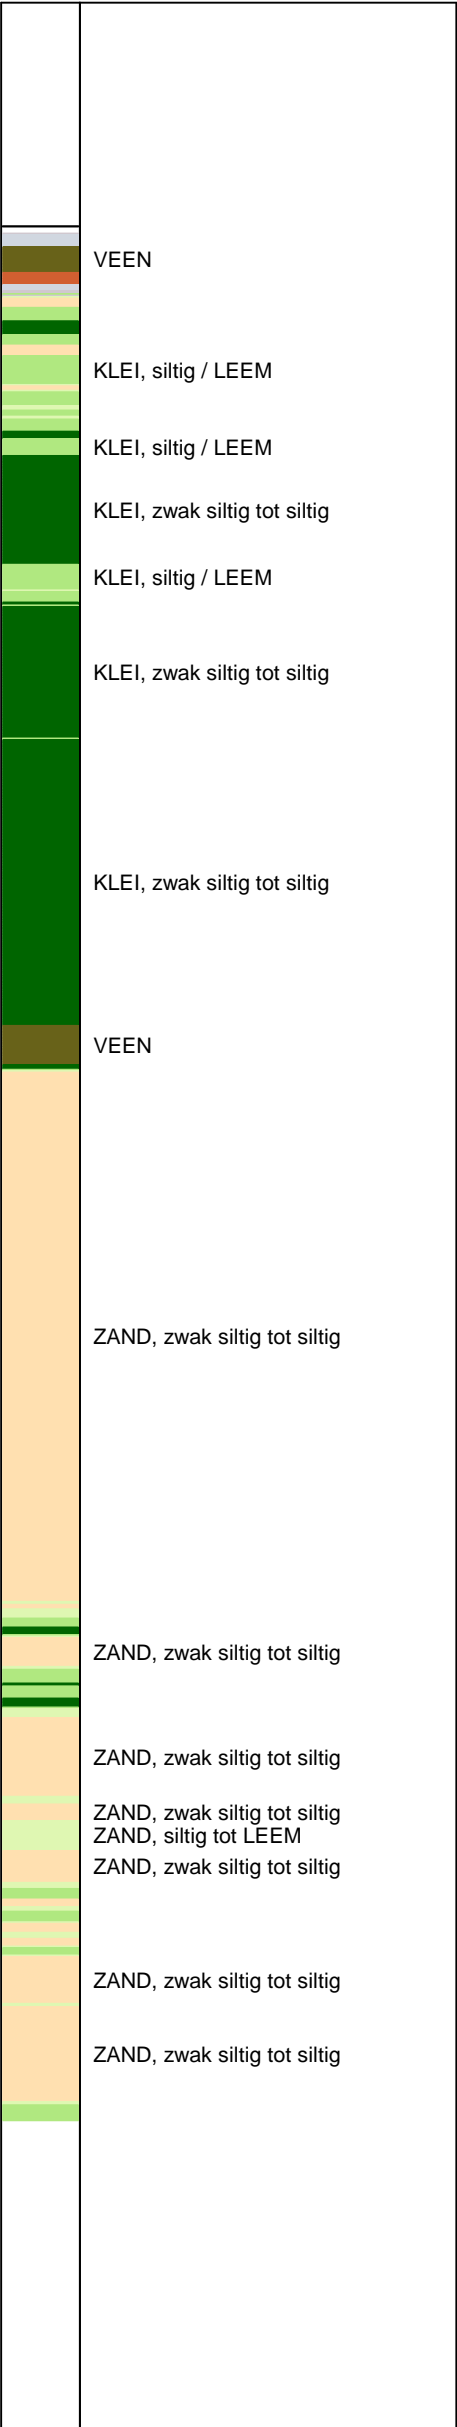 VEEN
KLEI, siltig / LEEM
KLEI, siltig / LEEM
KLEI, zwak siltig tot siltig
KLEI, siltig / LEEM
KLEI, zwak siltig tot siltig
KLEI, zwak siltig tot siltig
VEEN
ZAND, zwak siltig tot siltig
ZAND, zwak siltig tot siltig
ZAND, zwak siltig tot siltig
ZAND, zwak siltig tot siltig
ZAND, siltig tot LEEM
ZAND, zwak siltig tot siltig
ZAND, zwak siltig tot siltig
ZAND, zwak siltig tot siltig